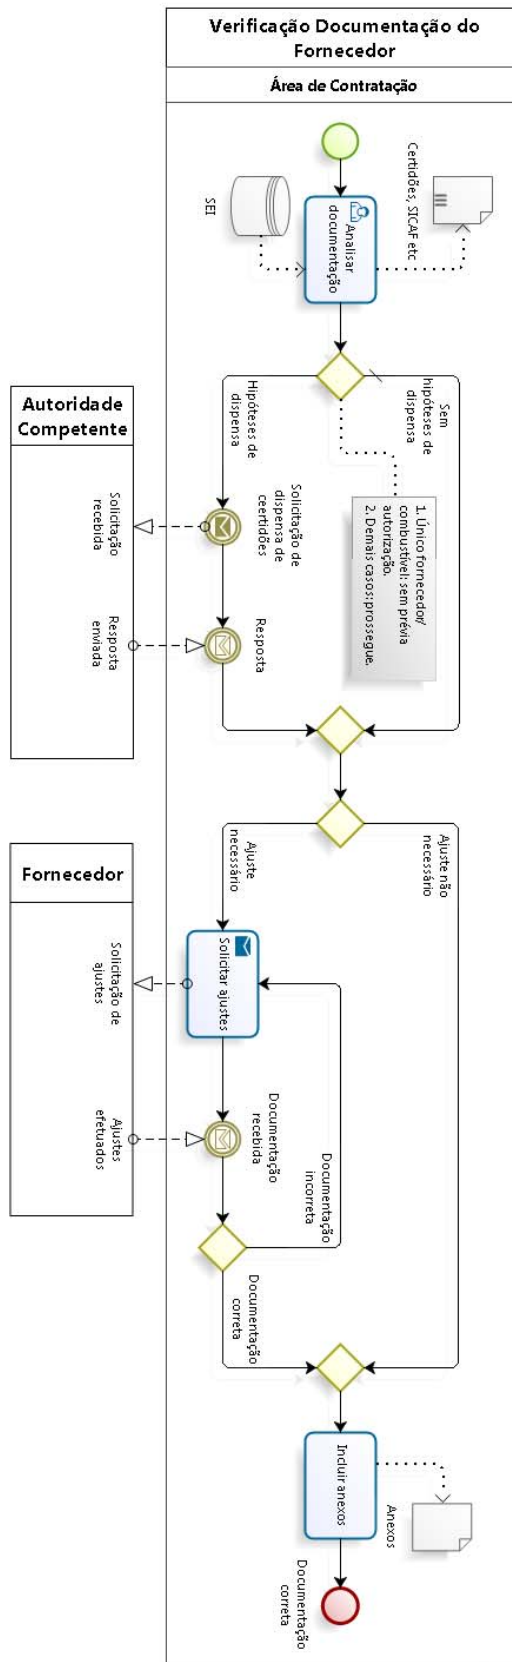 Verificação Documentação do
Fornecedor
Área de Contratação
Certidões, SICAF etc
SEI
Analisar
documentação
Sem
hipóteses de
dispensa
Hipóteses de
dispensa
1. Único fornecedor/
combustível: sem prévia
autorização.
2. Demais casos: prossegue.
Autoridade
Competente
Solicitação
recebida
Solicitação de
dispensa de
ceertidões
Resposta
enviada
Resposta
Ajuste não
necessário
Ajuste
necessário
Fornecedor
Solicitação de
ajustes
Solicitar ajustes
Ajustes
efetuados
Documentação
recebida
Documentação
incorreta
Documentação
correta
Incluir anexos
Anexos
Documentação
correta